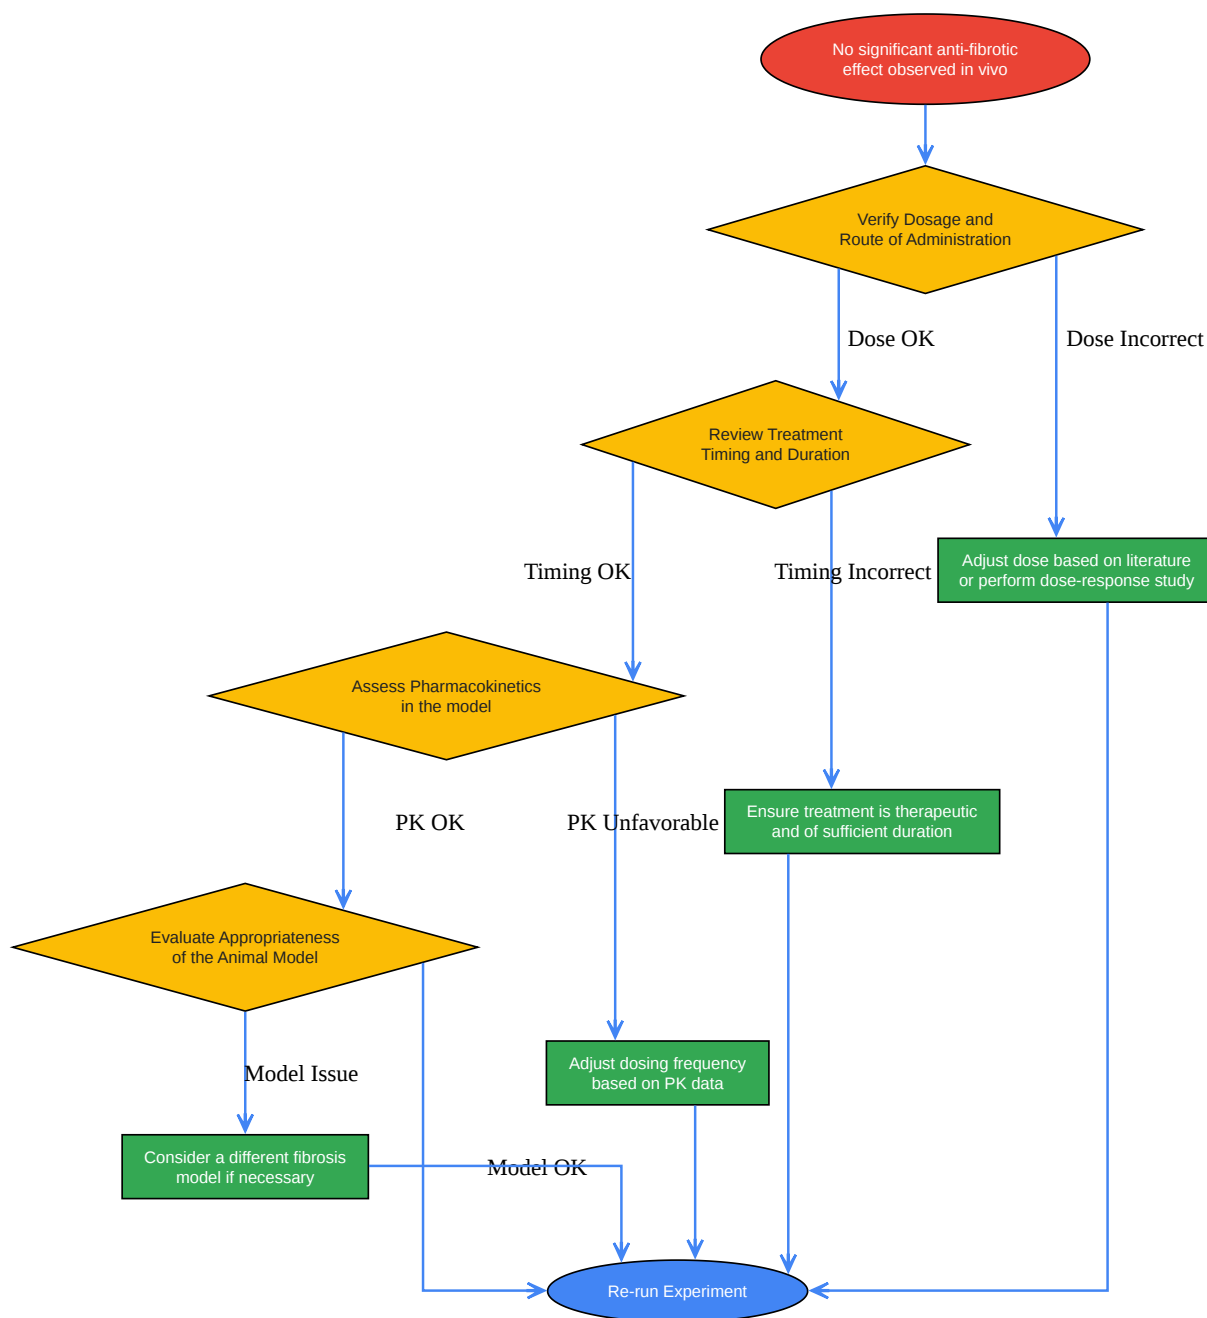 No significant anti-fibrotic
effect observed in vivo
Verify Dosage and
Route of Administration
Dose OK
Dose Incorrect
Review Treatment
Timing and Duration
Timing OK
Timing Incorrect
Adjust dose based on literature
or perform dose-response study
Assess Pharmacokinetics
in the model
PK OK
PK Unfavorable
Ensure treatment is therapeutic
and of sufficient duration
Evaluate Appropriateness
of the Animal Model
Model Issue
Adjust dosing frequency
based on PK data
Consider a different fibrosis
model if necessary
Model OK
Re-run Experiment